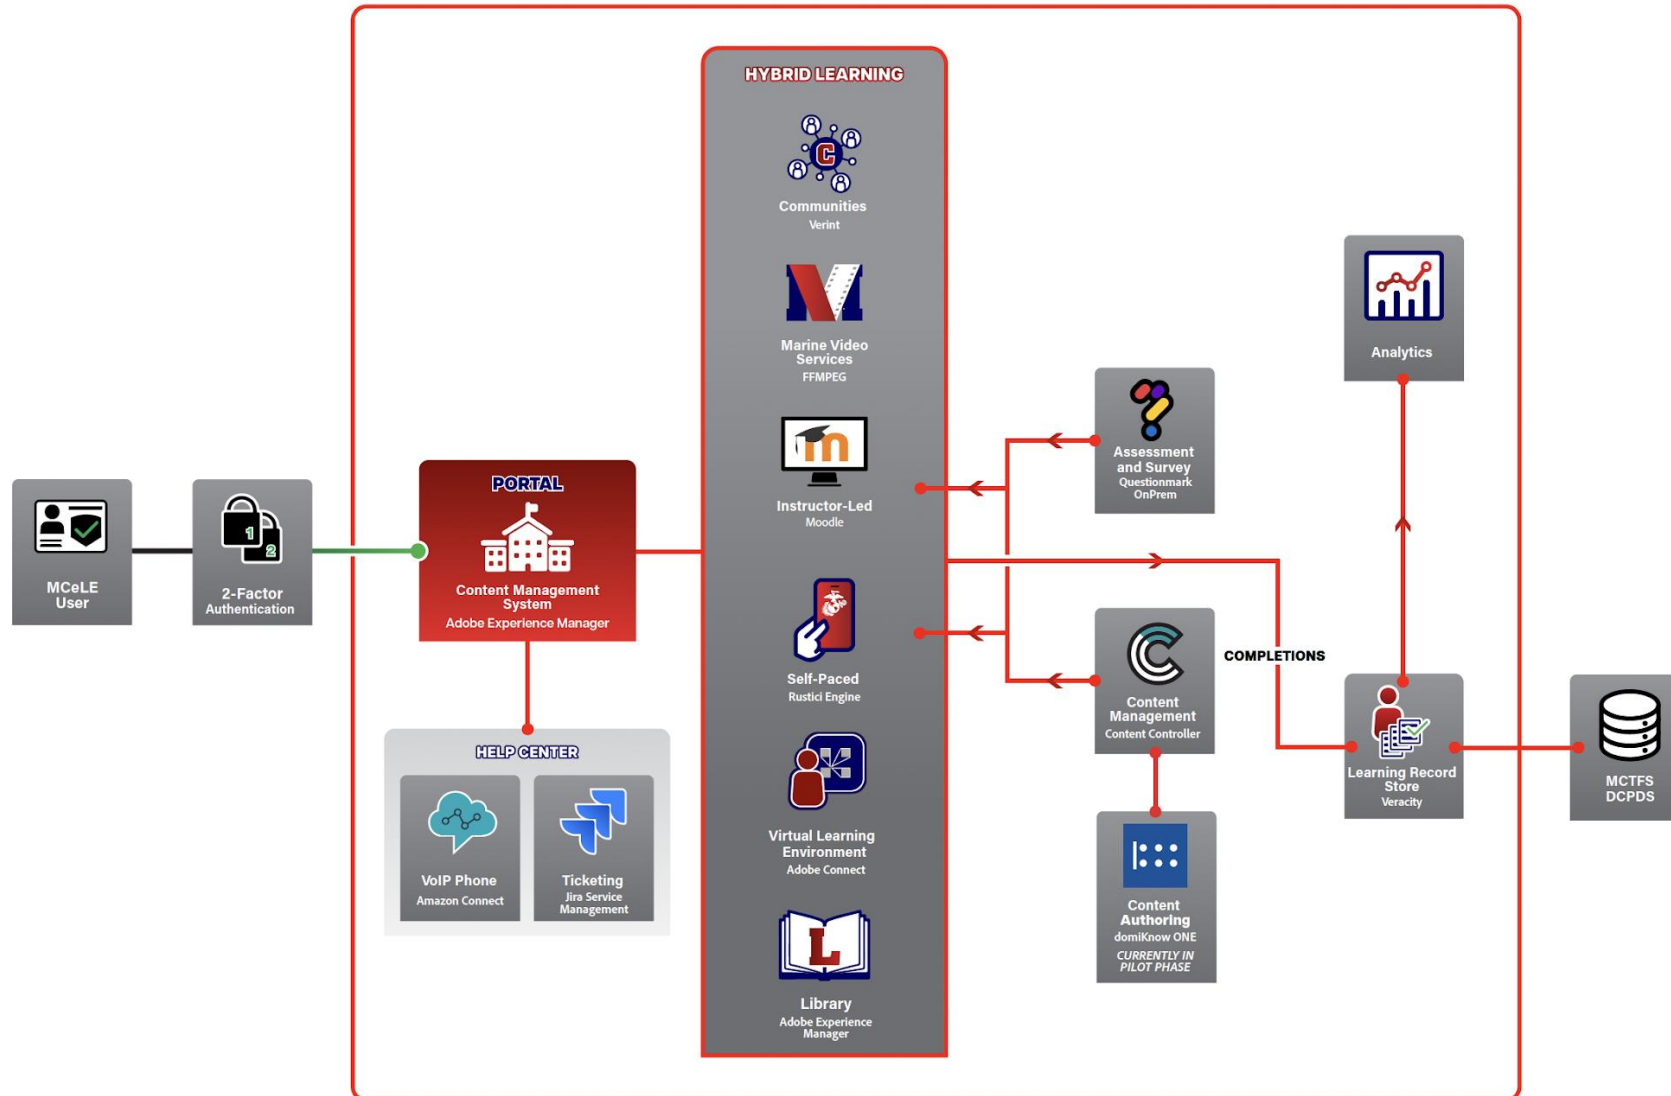 HYBRID LEARNING
C
Communities
Verint
Marine Video
Services
FFMPEG
m
Instructor-Led
Moodle
Self-Paced
Rustici Engine
Virtual Learning
Environment
Adobe Connect
L
Library
Adobe Experience
Manager
MCeLE
User
1
2
2-Factor
Authentication
PORTAL
Content Management
System
Adobe Experience Manager
HELP CENTER
VoIP Phone
Amazon Connect
Ticketing
Jira Service
Management
Assessment
and Survey
Questionmark
OnPrem
Content
Management
Content Controller
Content
Authoring
domiKnow ONE
CURRENTLY IN
PILOT PHASE
COMPLETIONS
Analytics
Learning Record
Store
Veracity
MCTFS
DCPDS